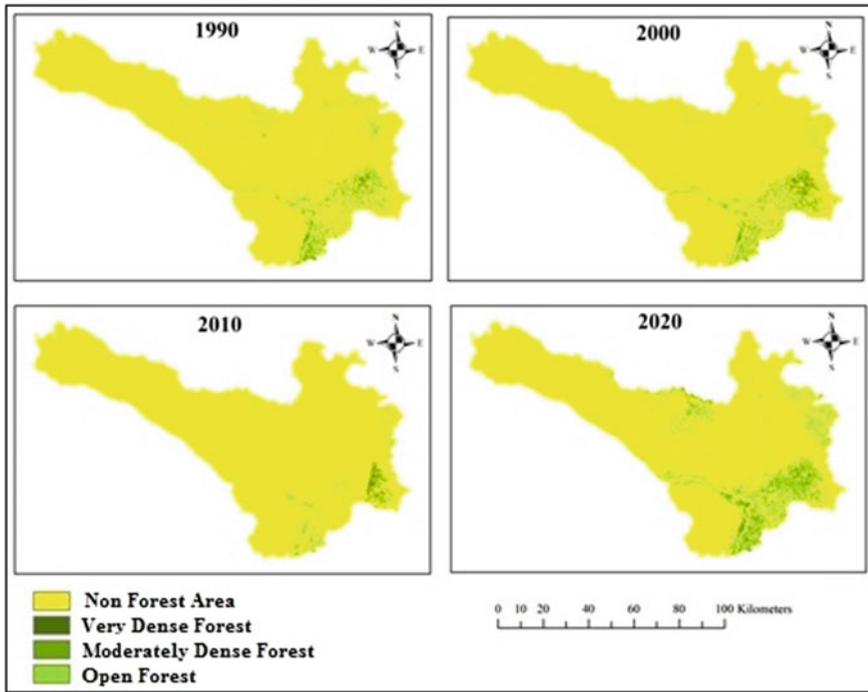 1990
N
W E
S
2000
N
W E
S
2010
N
W E
S
2020
N
W E
S
Non Forest Area
Very Dense Forest
Moderately Dense Forest
Open Forest
0 10 20 40 60 80 100 Kilometers